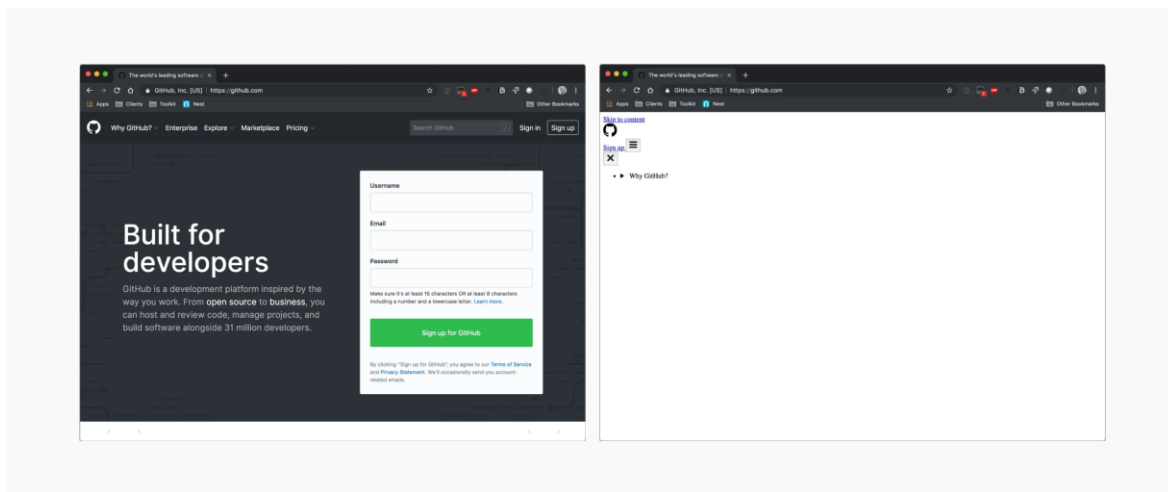 The world's leading software d
GitHub, Inc. [US] | https://github.com
Apps Clients Toolkit Nest Other Bookmarks
Why GitHub? Enterprise Explore Marketplace Pricing Search GitHub / Sign in Sign up
Built for
developers
GitHub is a development platform inspired by the
way you work. From open source to business, you
can host and review code, manage projects, and
build software alongside 31 million developers.
Username
Email
Password
Make sure it's at least 15 characters OR at least 8 characters
including a number and a lowercase letter. Learn more.
Sign up for GitHub
By clicking "Sign up for GitHub", you agree to our Terms of Service
and Privacy Statement. We'll occasionally send you account-
related emails.
The world's leading software d
GitHub, Inc. [US] | https://github.com
Apps Clients Toolkit Nest Other Bookmarks
Skip to content
Sign up
Why GitHub?